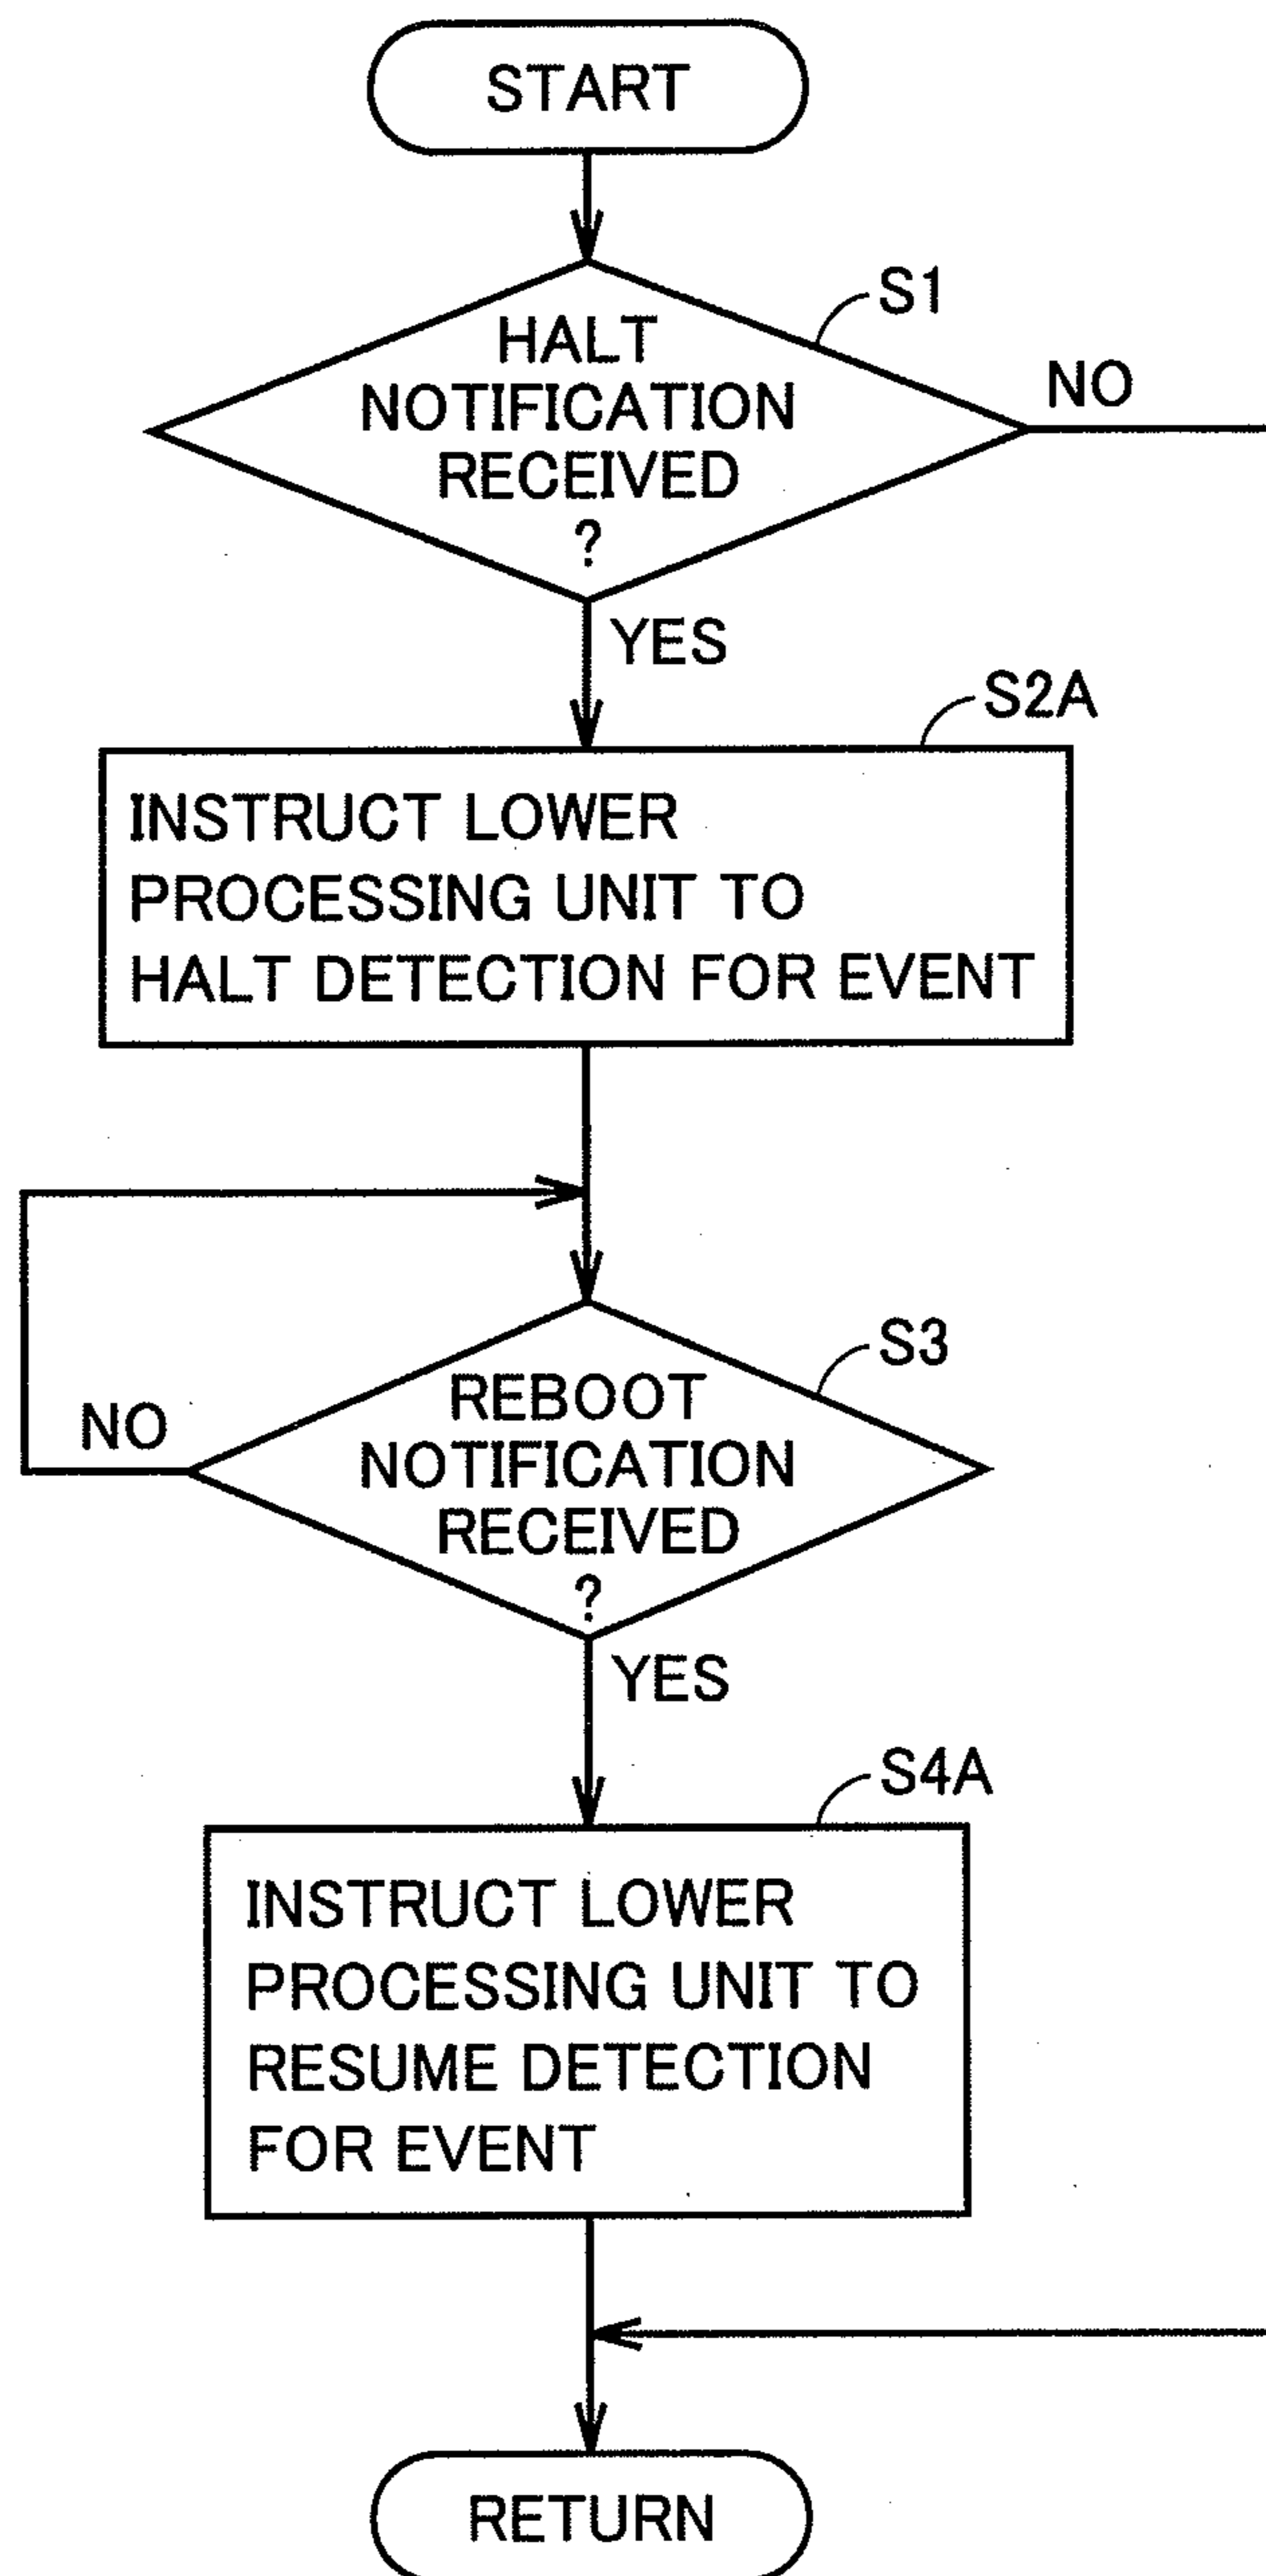 START
S1
HALT
NOTIFICATION
RECEIVED
?
NO
YES
S2A
INSTRUCT LOWER
PROCESSING UNIT TO
HALT DETECTION FOR EVENT
S3
REBOOT
NOTIFICATION
RECEIVED
?
NO
YES
S4A
INSTRUCT LOWER
PROCESSING UNIT TO
RESUME DETECTION
FOR EVENT
RETURN